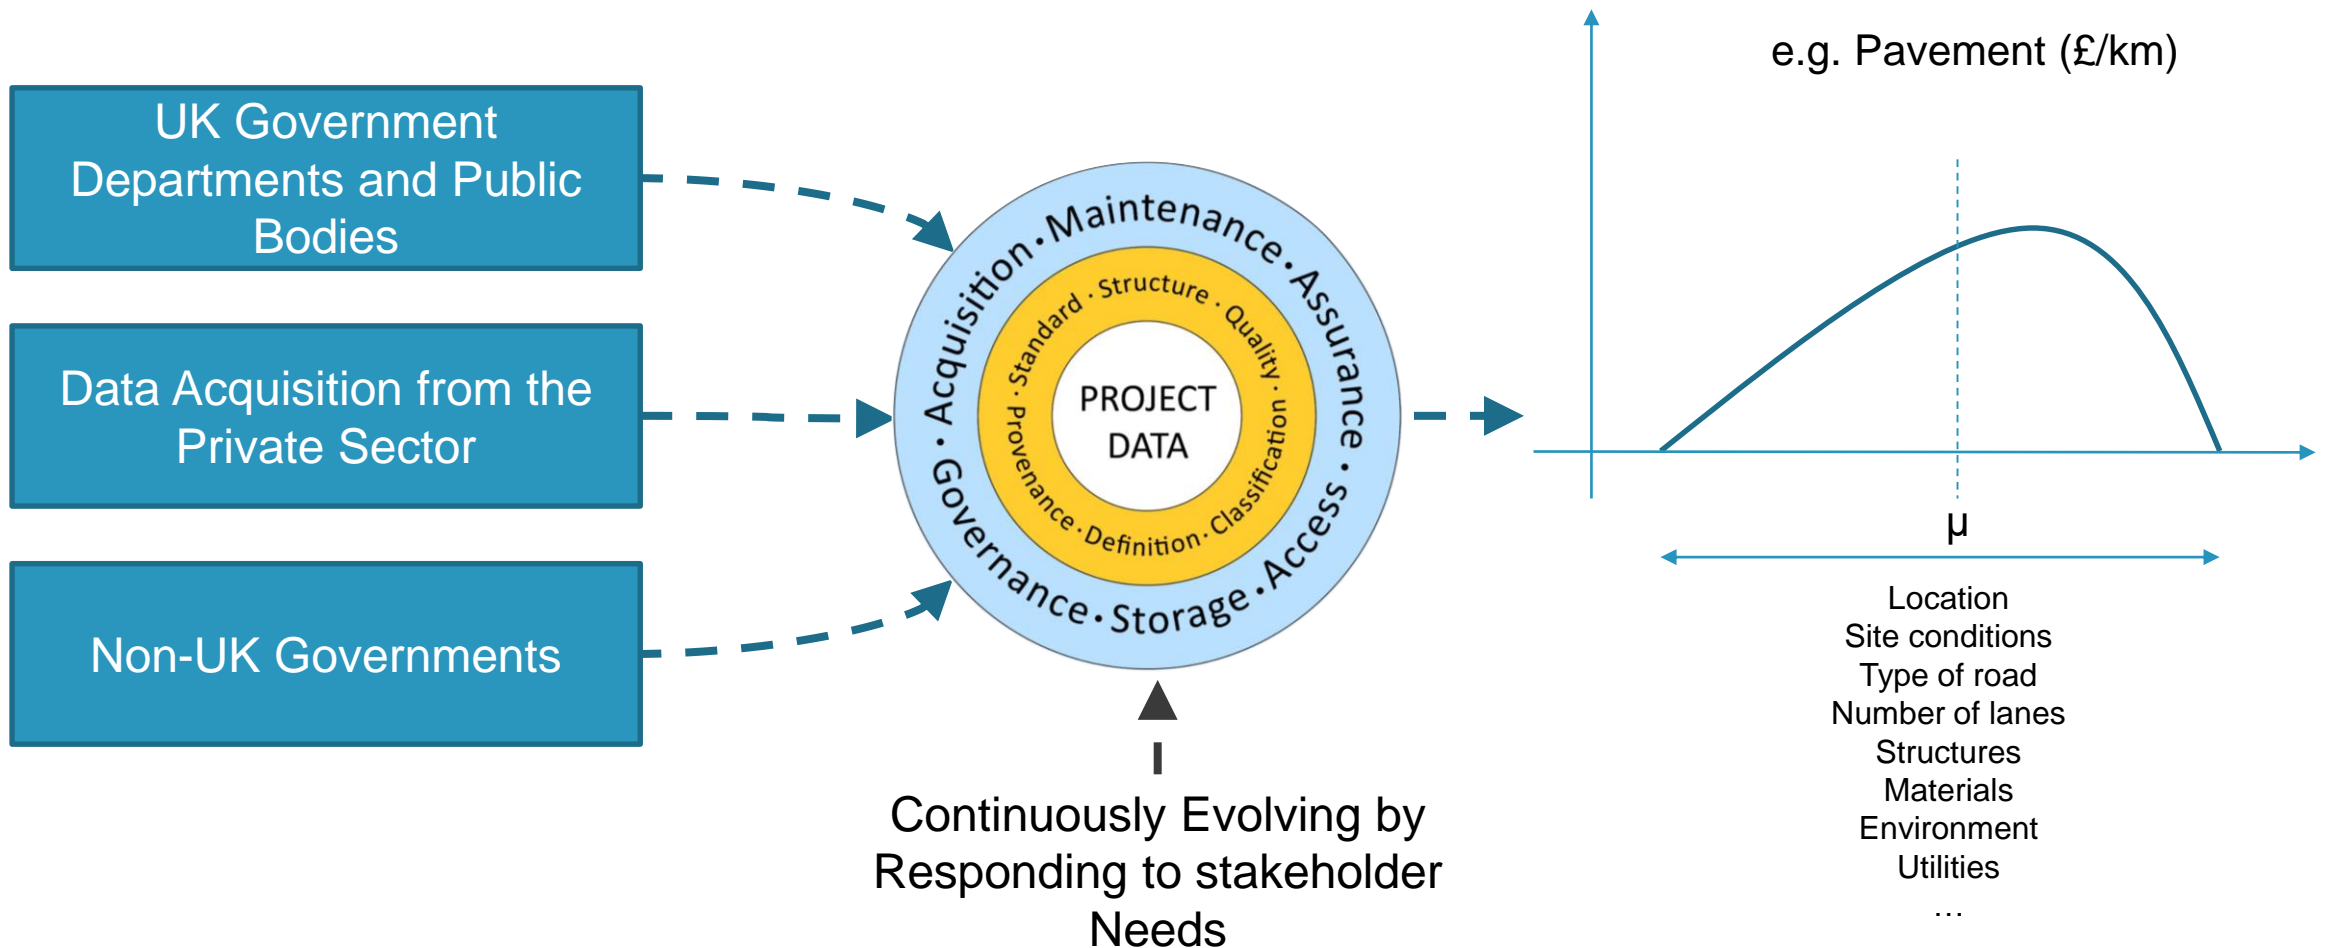 UK Government
Departments and Public
Bodies
Data Acquisition from the
Private Sector
Non-UK Governments
Acquisition · Maintenance · Assurance · Access · Storage · Governance ·
Standard · Structure · Quality · Classification · Definition · Provenance ·
PROJECT
DATA
Continuously Evolving by
Responding to stakeholder
Needs
e.g. Pavement (£/km)
μ
Location
Site conditions
Type of road
Number of lanes
Structures
Materials
Environment
Utilities
…